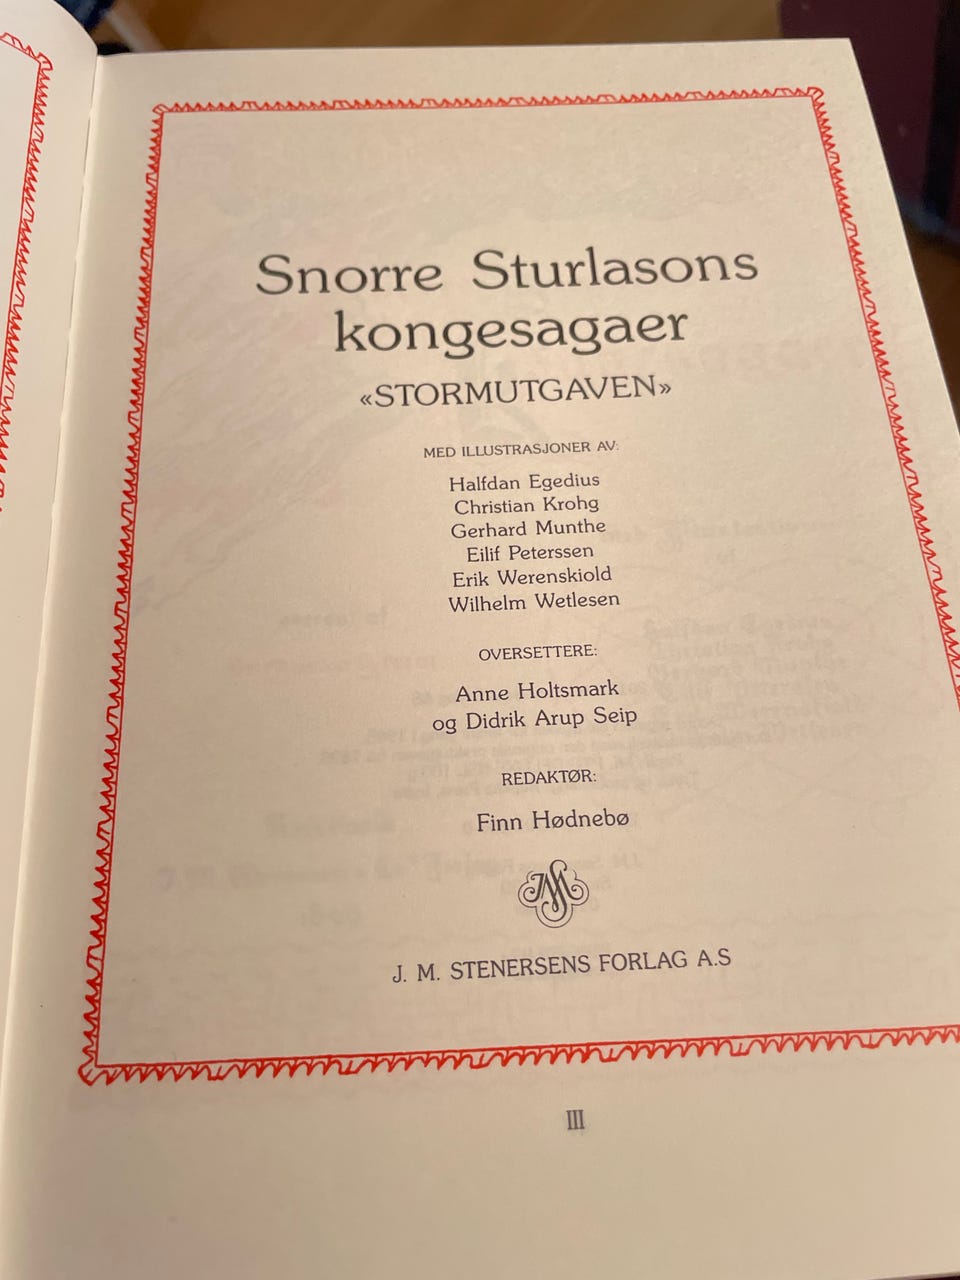 Snorre Sturlasons
kongesagaer
«STORMUTGAVEN»
MED ILLUSTRASJONER AV:
Halfdan Egedius
Christian Krohg
Gerhard Munthe
Eilif Peterssen
Erik Werenskiold
Wilhelm Wetlesen
OVERSETTERE:
Anne Holtsmark
og Didrik Arup Seip
REDAKTØR:
Finn Hødnebø
J. M. STENERSENS FORLAG A.S
III